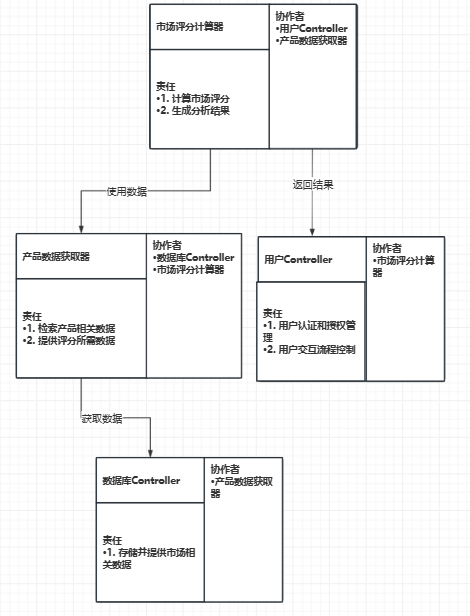 市场评分计算器
协作者
•用户Controller
•产品数据获取器
责任
•1. 计算市场评分
•2. 生成分析结果
使用数据
返回结果
产品数据获取器
协作者
•数据库Controller
•市场评分计算器
责任
•1. 检索产品相关数据
•2. 提供评分所需数据
用户Controller
协作者
•市场评分计算
器
责任
•1. 用户认证和授权管
理
•2. 用户交互流程控制
获取数据
数据库Controller
协作者
•产品数据获取
器
责任
•1. 存储并提供市场相
关数据